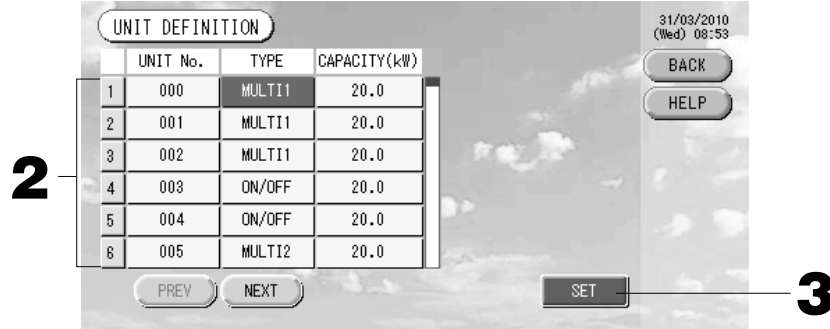 UNIT DEFINITION
31/03/2010
(Wed) 08:53
BACK
HELP
UNIT No. TYPE CAPACITY(kW)
1 000 MULTI1 20.0
2 001 MULTI1 20.0
3 002 MULTI1 20.0
4 003 ON/OFF 20.0
5 004 ON/OFF 20.0
6 005 MULTI2 20.0
2
PREV NEXT SET
3